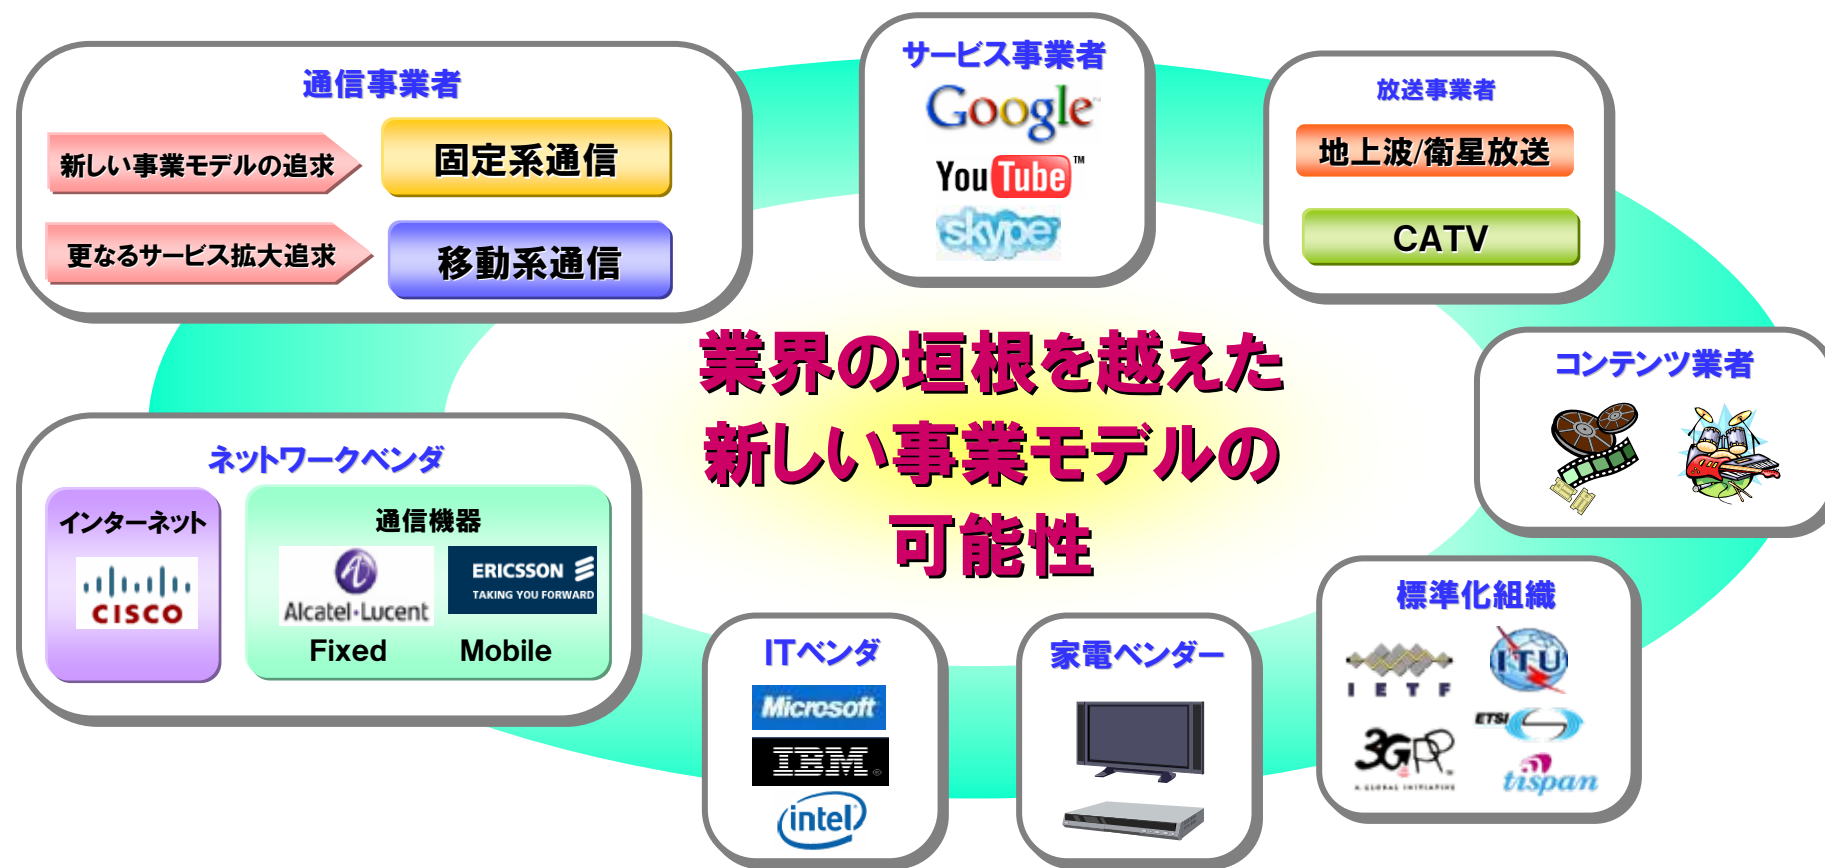 通信事業者
新しい事業モデルの追求
固定系通信
更なるサービス拡大追求
移動系通信
サービス事業者
Google
YouTube™
skype
放送事業者
地上波/衛星放送
CATV
業界の垣根を越えた
新しい事業モデルの
可能性
コンテンツ業者
ネットワークベンダ
インターネット
CISCO
通信機器
Alcatel·Lucent
Fixed
ERICSSON
TAKING YOU FORWARD
Mobile
ITベンダ
Microsoft
IBM®
intel
家電ベンダー
標準化組織
IETF
ITU
3GPP
A GLOBAL INITIATIVE
ETSI
tispan